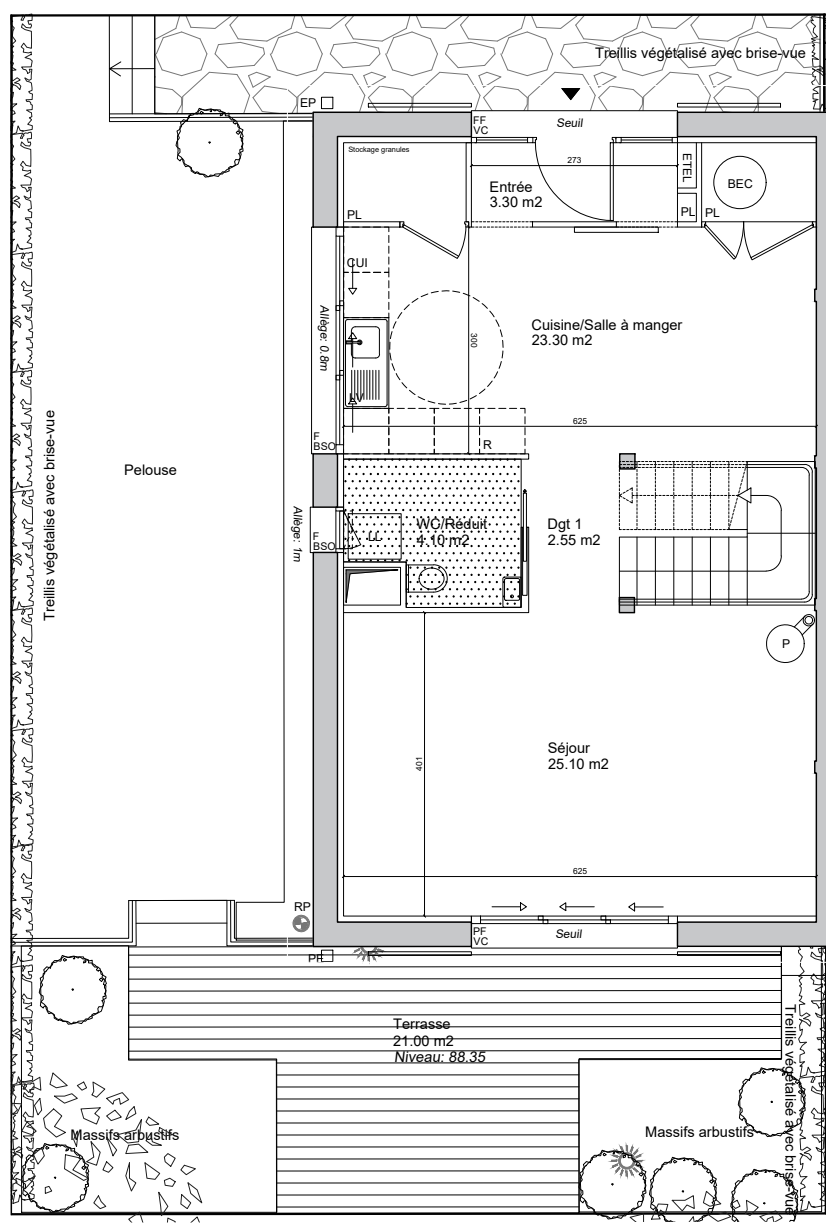 Treillis végétalisé avec brise-vue
EP
FF
VC
Seuil
Stockage granules
273
ETEL
BEC
Entrée
3.30 m2
PL
PL
PL
CUI
Allège: 0.8m
Cuisine/Salle à manger
23.30 m2
300
LV
625
F
BSO
R
Treillis végétalisé avec brise-vue
Pelouse
Allège: 1m
F
BSO
LL
WC/Réduit
4.10 m2
Dgt 1
2.55 m2
P
Séjour
25.10 m2
401
625
RP
PF
VC
Seuil
PF
Terrasse
21.00 m2
Niveau: 88.35
Treillis végétalisé avec brise-vue
Massifs arbustifs
Massifs arbustifs